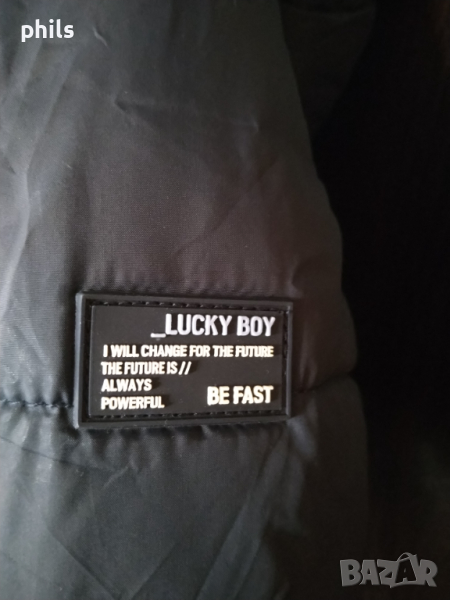 phils
_LUCKY BOY
I WILL CHANGE FOR THE FUTURE
THE FUTURE IS //
ALWAYS
POWERFUL BE FAST
BAZAR